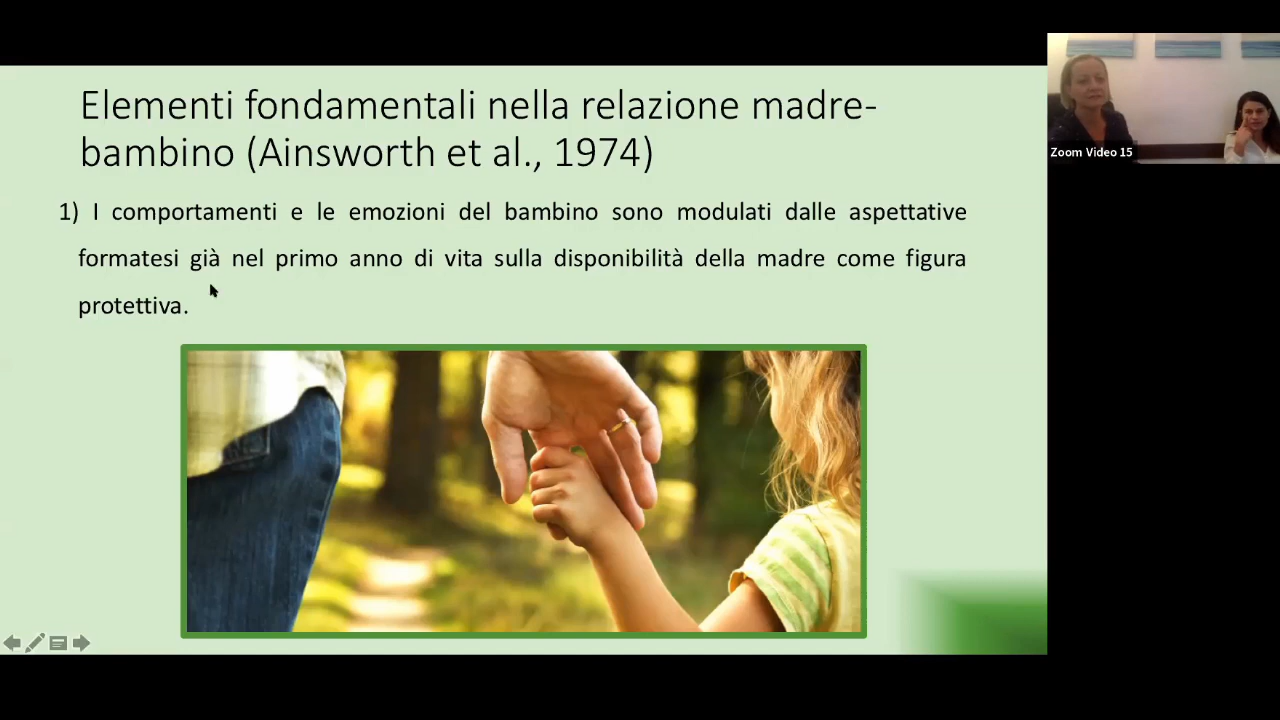 Elementi fondamentali nella relazione madre-
bambino (Ainsworth et al., 1974)
1) I comportamenti e le emozioni del bambino sono modulati dalle aspettative
formatesi già nel primo anno di vita sulla disponibilità della madre come figura
protettiva.
Zoom Video 15